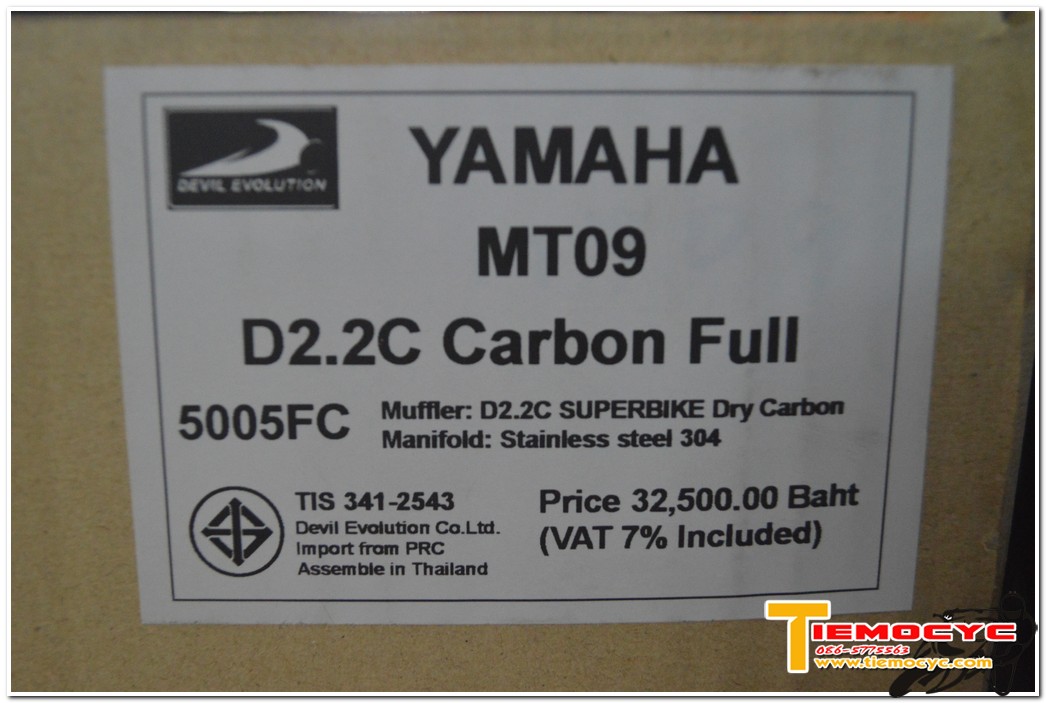 DEVIL EVOLUTION
YAMAHA
MT09
D2.2C Carbon Full
5005FC
Muffler: D2.2C SUPERBIKE Dry Carbon
Manifold: Stainless steel 304
TIS 341-2543
Devil Evolution Co.Ltd.
Import from PRC
Assemble in Thailand
Price 32,500.00 Baht
(VAT 7% Included)
TIEMOCYC
086-5775563
www.tiemocyc.com